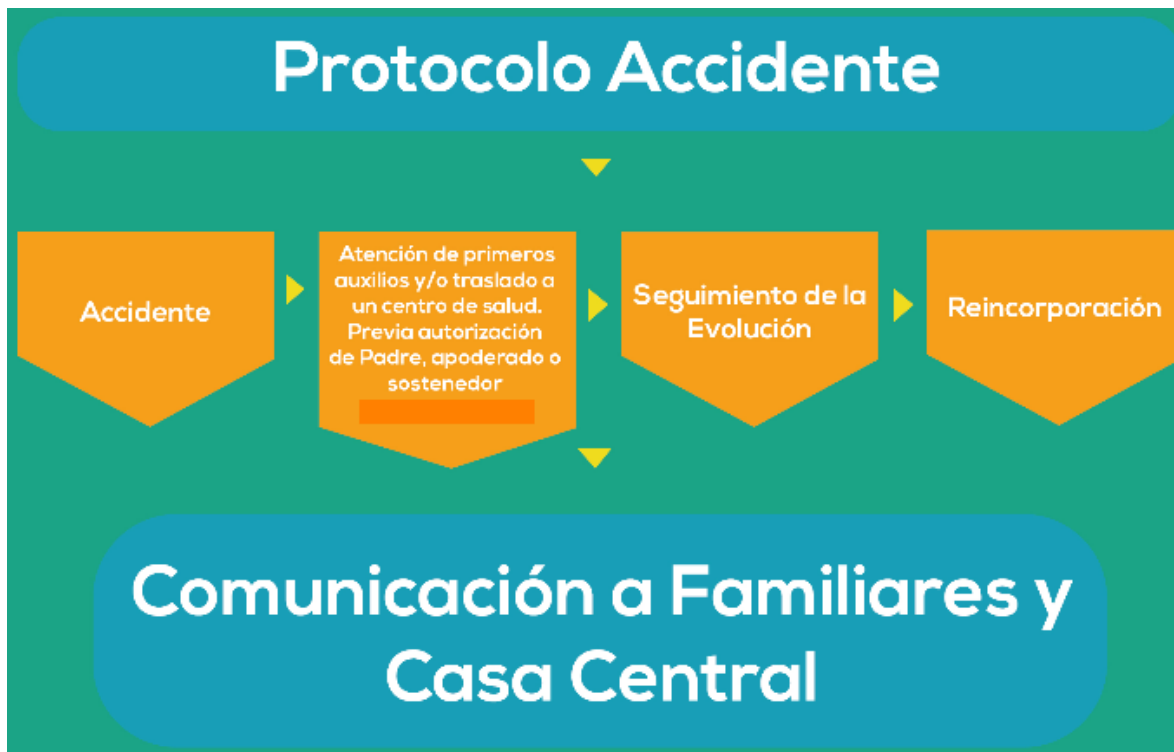 Protocolo Accidente
Accidente
Atención de primeros
auxilios y/o traslado a
un centro de salud.
Previa autorización
de Padre, apoderado o
sostenedor
Seguimiento de la
Evolución
Reincorporación
Comunicación a Familiares y
Casa Central